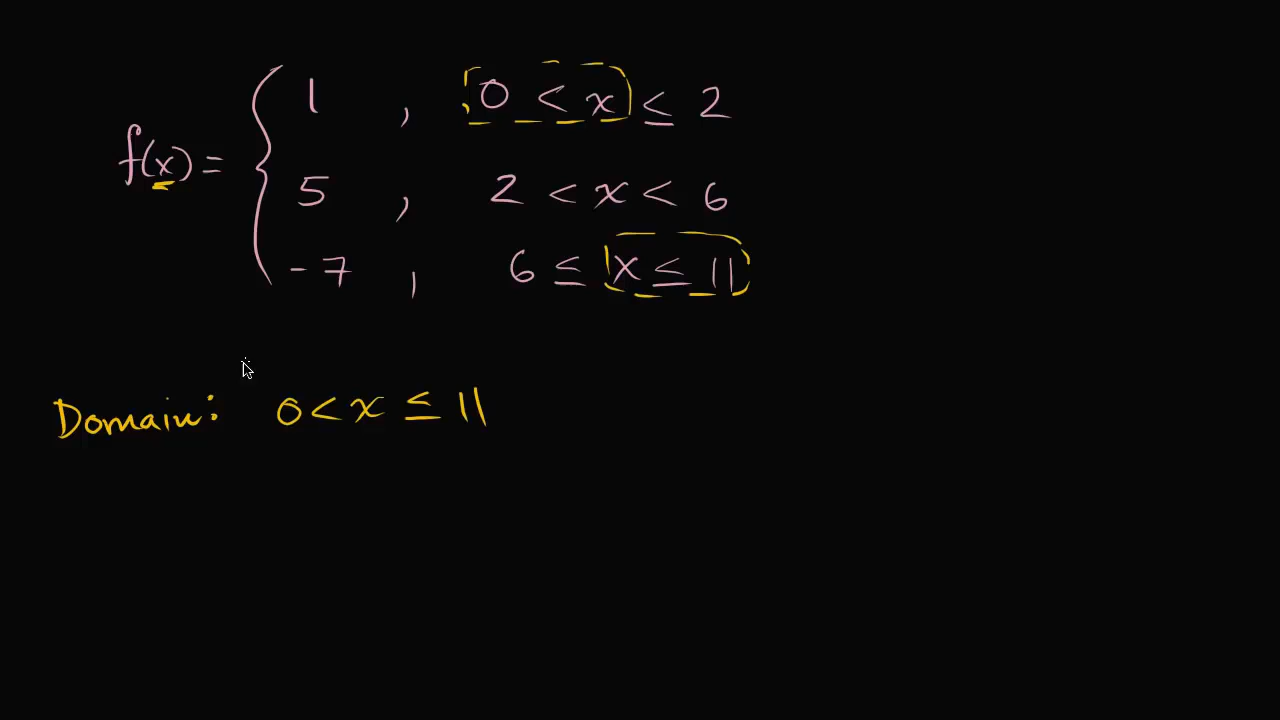 1 , 0 < x ≤ 2
f(x) =
5 , 2 < x < 6
-7 , 6 ≤ x ≤ 11
Domain: 0 < x ≤ 11